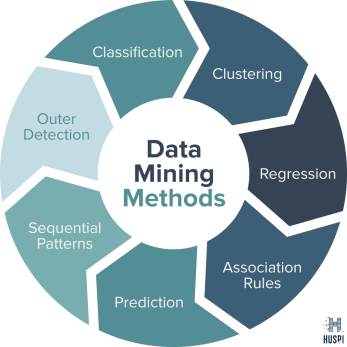 Data
Mining
Methods
Classification
Clustering
Regression
Association
Rules
Prediction
Sequential
Patterns
Outer
Detection
HUSPI